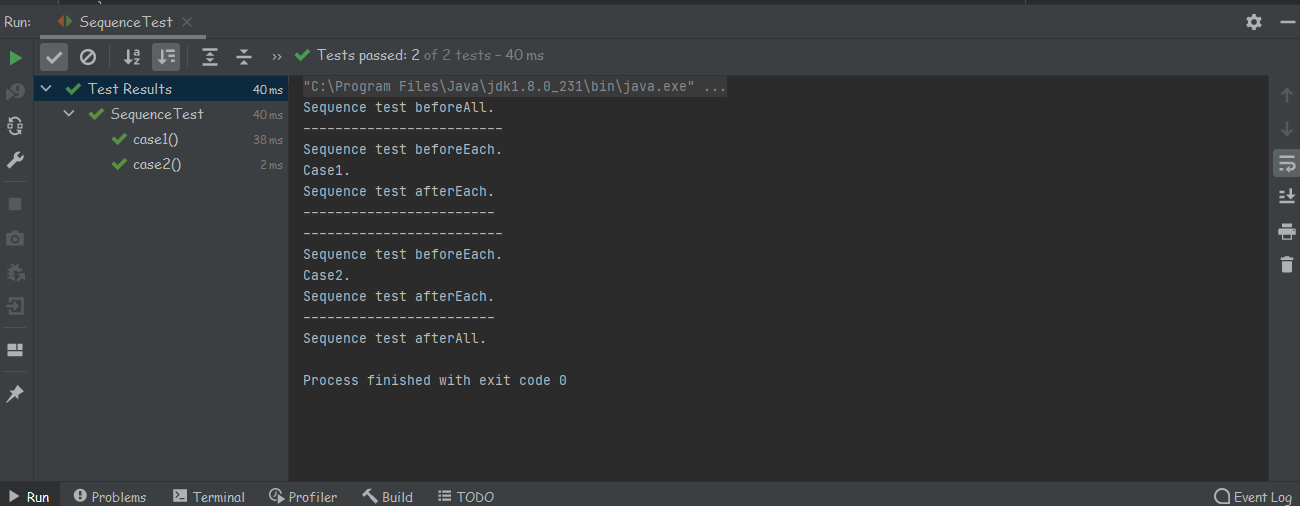 Run: SequenceTest
Tests passed: 2 of 2 tests – 40 ms
Test Results 40 ms
SequenceTest 40 ms
case1() 38 ms
case2() 2 ms
"C:\Program Files\Java\jdk1.8.0_231\bin\java.exe" ...
Sequence test beforeAll.
-------------------------
Sequence test beforeEach.
Case1.
Sequence test afterEach.
------------------------
-------------------------
Sequence test beforeEach.
Case2.
Sequence test afterEach.
------------------------
Sequence test afterAll.
Process finished with exit code 0
Run Problems Terminal Profiler Build TODO Event Log